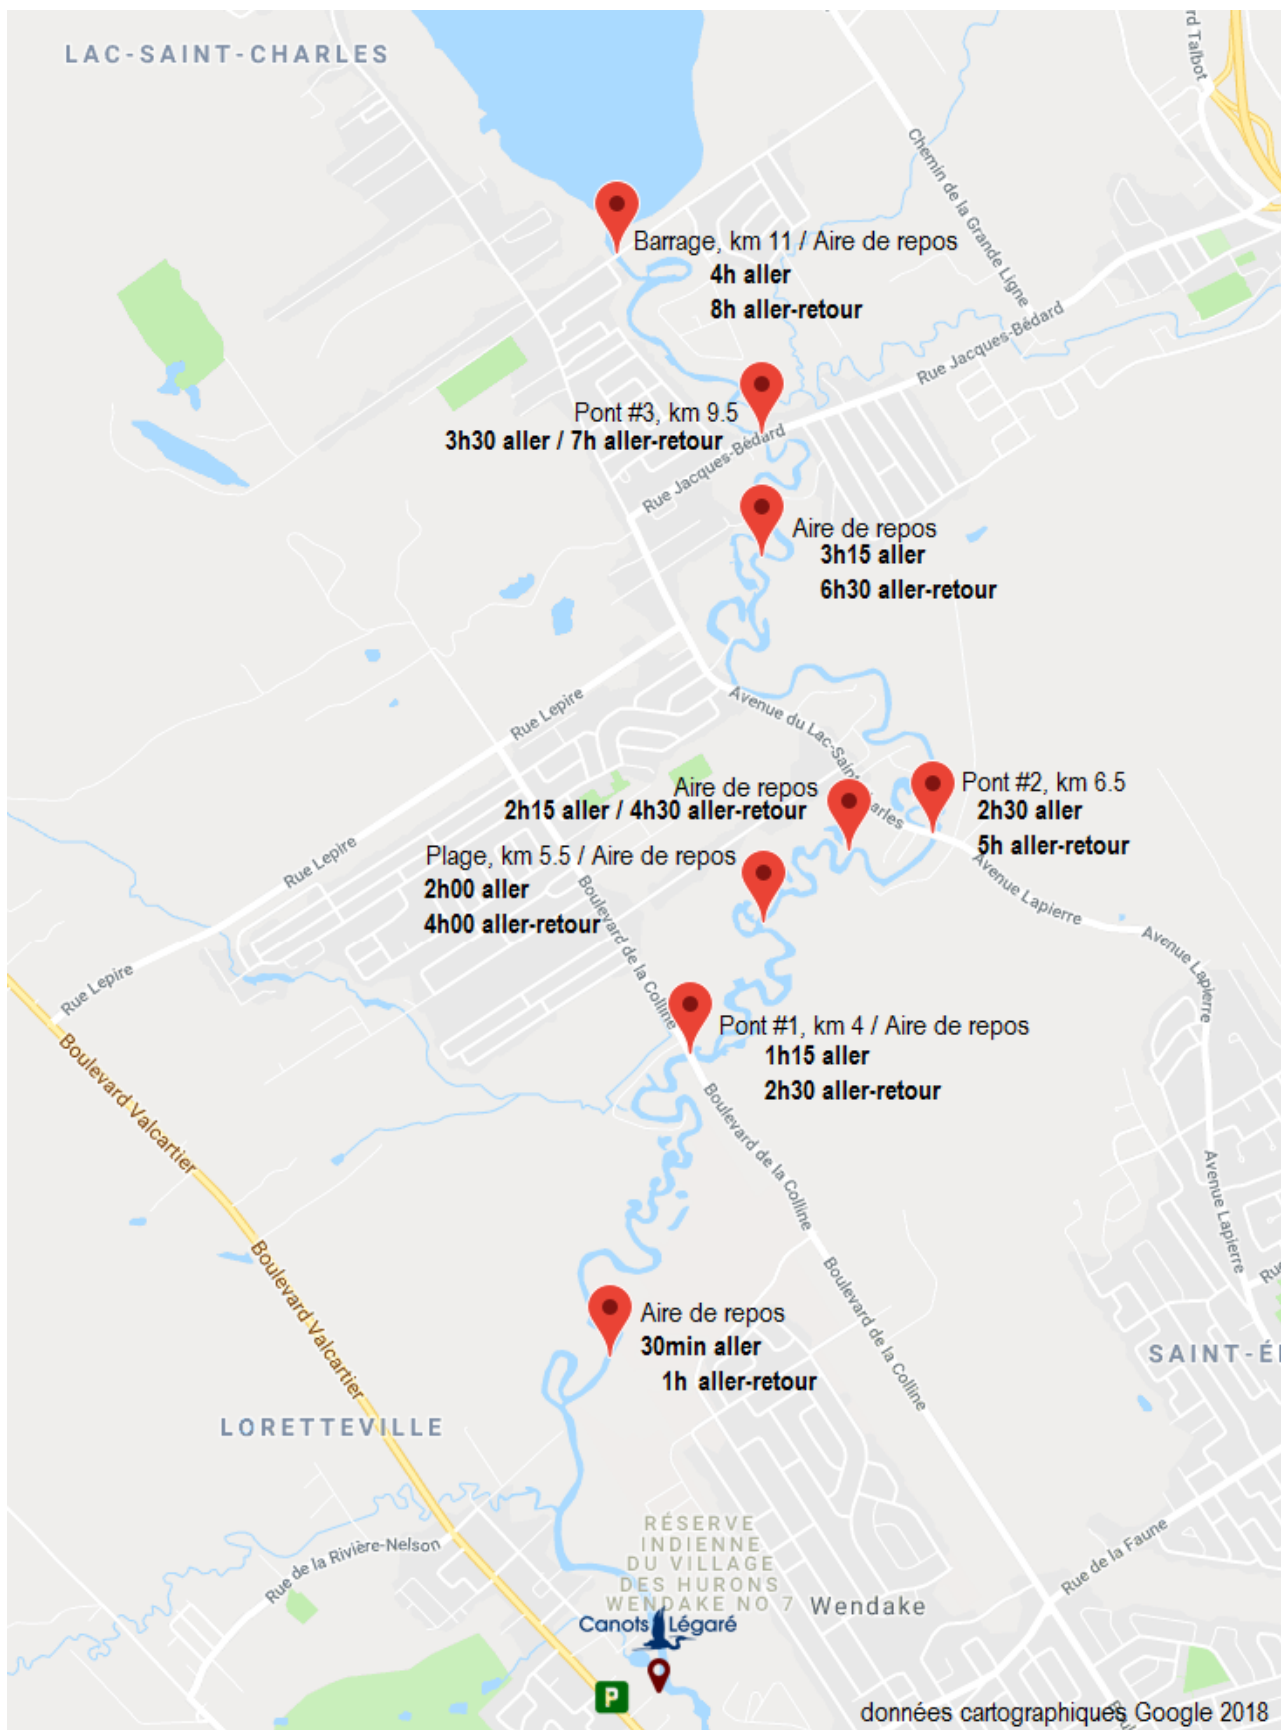 LAC-SAINT-CHARLES
rd Talbot
Chemin de la Grande Ligne
Barrage, km 11 / Aire de repos
4h aller
8h aller-retour
Rue Jacques-Bédard
Pont #3, km 9.5
3h30 aller / 7h aller-retour
Rue Jacques-Bédard
Aire de repos
3h15 aller
6h30 aller-retour
Rue Lepire
Avenue du Lac-Saint-Charles
Aire de repos
2h15 aller / 4h30 aller-retour
Pont #2, km 6.5
2h30 aller
5h aller-retour
Rue Lepire
Plage, km 5.5 / Aire de repos
2h00 aller
4h00 aller-retour
Avenue Lapierre
Boulevard de la Colline
Avenue Lapierre
Rue Lepire
Pont #1, km 4 / Aire de repos
1h15 aller
2h30 aller-retour
Boulevard Valcartier
Boulevard de la Colline
Avenue Lapierre
Boulevard Valcartier
Boulevard de la Colline
Rue
Aire de repos
30min aller
1h aller-retour
SAINT-ÉI
LORETTEVILLE
RÉSERVE
INDIENNE
DU VILLAGE
DES HURONS
WENDAKE NO 7
Rue de la Rivière-Nelson
Rue de la Faune
Wendake
Canots Légaré
P
Boul
données cartographiques Google 2018